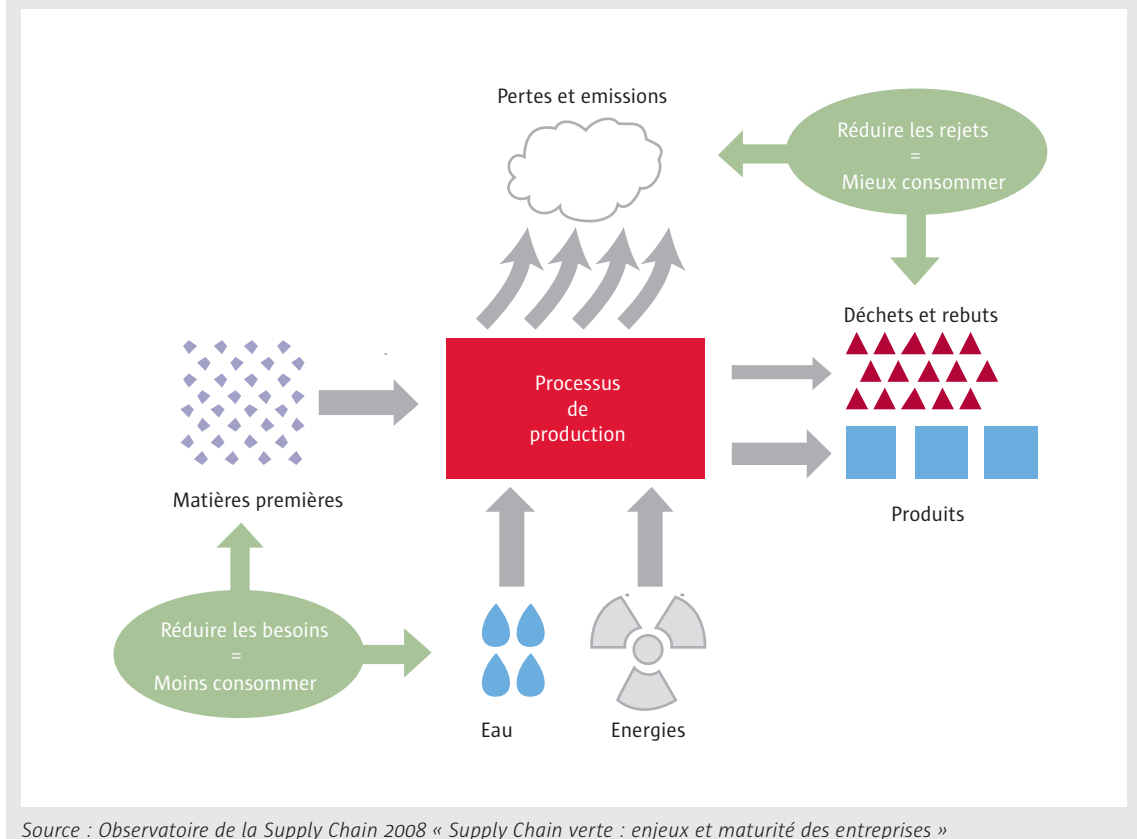 Pertes et emissions
Réduire les rejets
=
Mieux consommer
Déchets et rebuts
Processus
de
production
Matières premières
Produits
Réduire les besoins
=
Moins consommer
Eau
Energies
Source : Observatoire de la Supply Chain 2008 « Supply Chain verte : enjeux et maturité des entreprises »